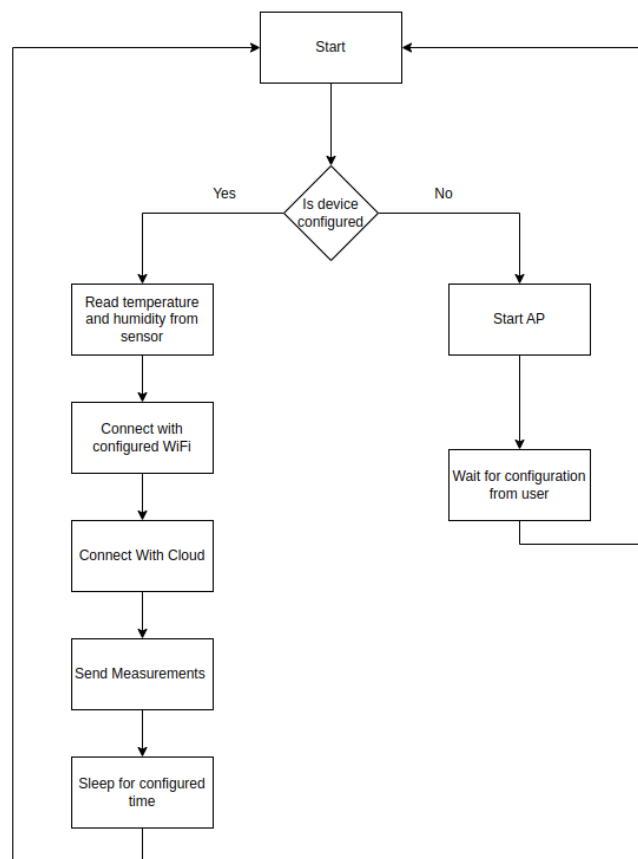 Start
Is device
configured
Yes
No
Read temperature
and humidity from
sensor
Start AP
Connect with
configured WiFi
Wait for configuration
from user
Connect With Cloud
Send Measurements
Sleep for configured
time